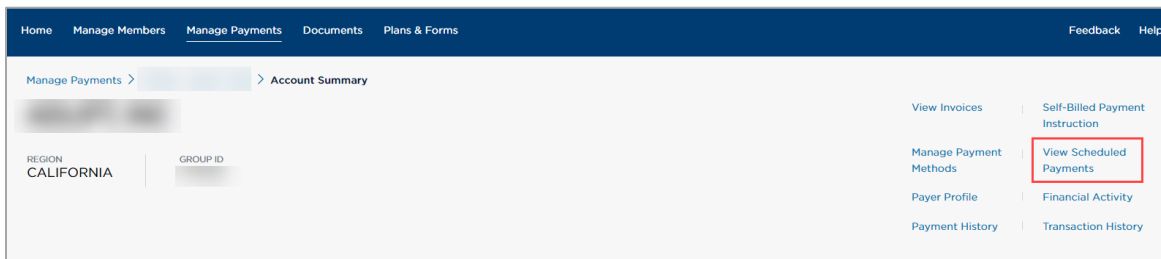 Home Manage Members Manage Payments Documents Plans & Forms Feedback Help
Manage Payments > > Account Summary
View Invoices Self-Billed Payment
Instruction
REGION GROUP ID
CALIFORNIA
Manage Payment View Scheduled
Methods Payments
Payer Profile Financial Activity
Payment History Transaction History